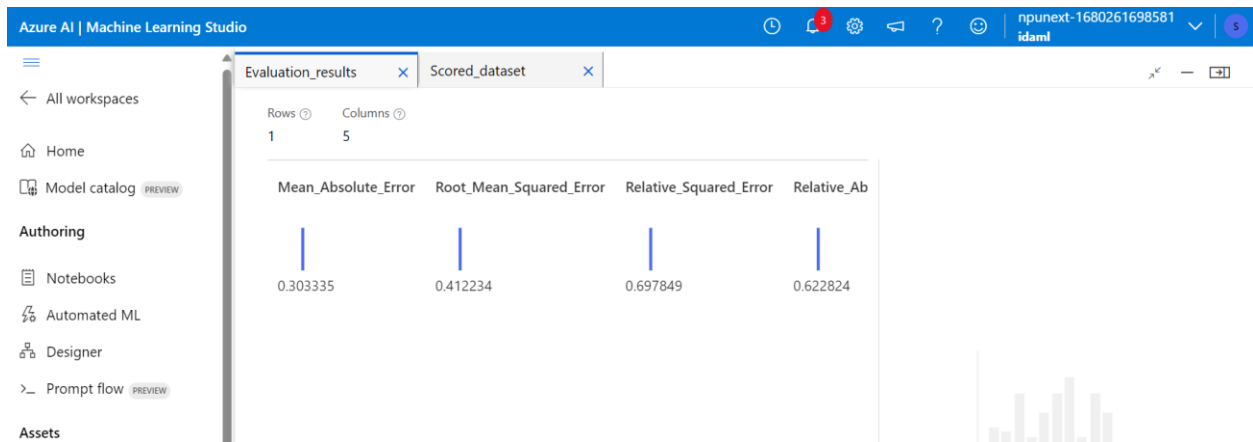 Azure AI | Machine Learning Studio
3
npunext-1680261698581
idaml
S
All workspaces
Home
Model catalog PREVIEW
Authoring
Notebooks
Automated ML
Designer
Prompt flow PREVIEW
Assets
Evaluation_results
Scored_dataset
Rows
Columns
1
5
Mean_Absolute_Error Root_Mean_Squared_Error Relative_Squared_Error Relative_Ab
0.303335 0.412234 0.697849 0.622824